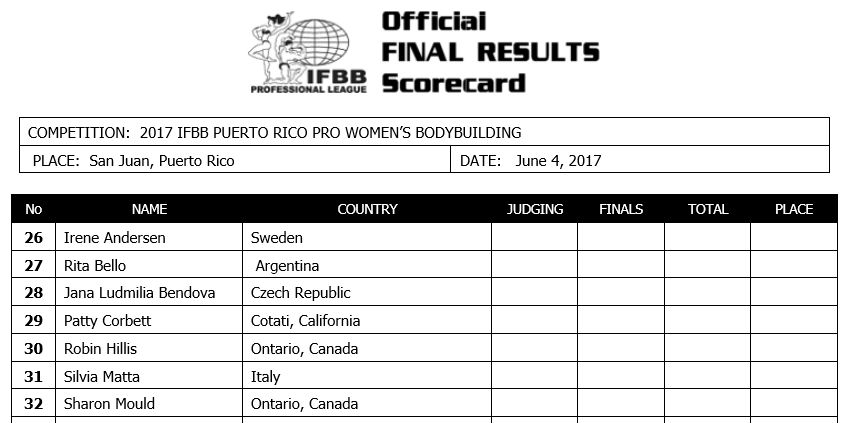 Official
FINAL RESULTS
Scorecard
IFBB
PROFESSIONAL LEAGUE
COMPETITION: 2017 IFBB PUERTO RICO PRO WOMEN’S BODYBUILDING
PLACE: San Juan, Puerto Rico DATE: June 4, 2017
No NAME COUNTRY JUDGING FINALS TOTAL PLACE
26 Irene Andersen Sweden
27 Rita Bello Argentina
28 Jana Ludmilia Bendova Czech Republic
29 Patty Corbett Cotati, California
30 Robin Hillis Ontario, Canada
31 Silvia Matta Italy
32 Sharon Mould Ontario, Canada